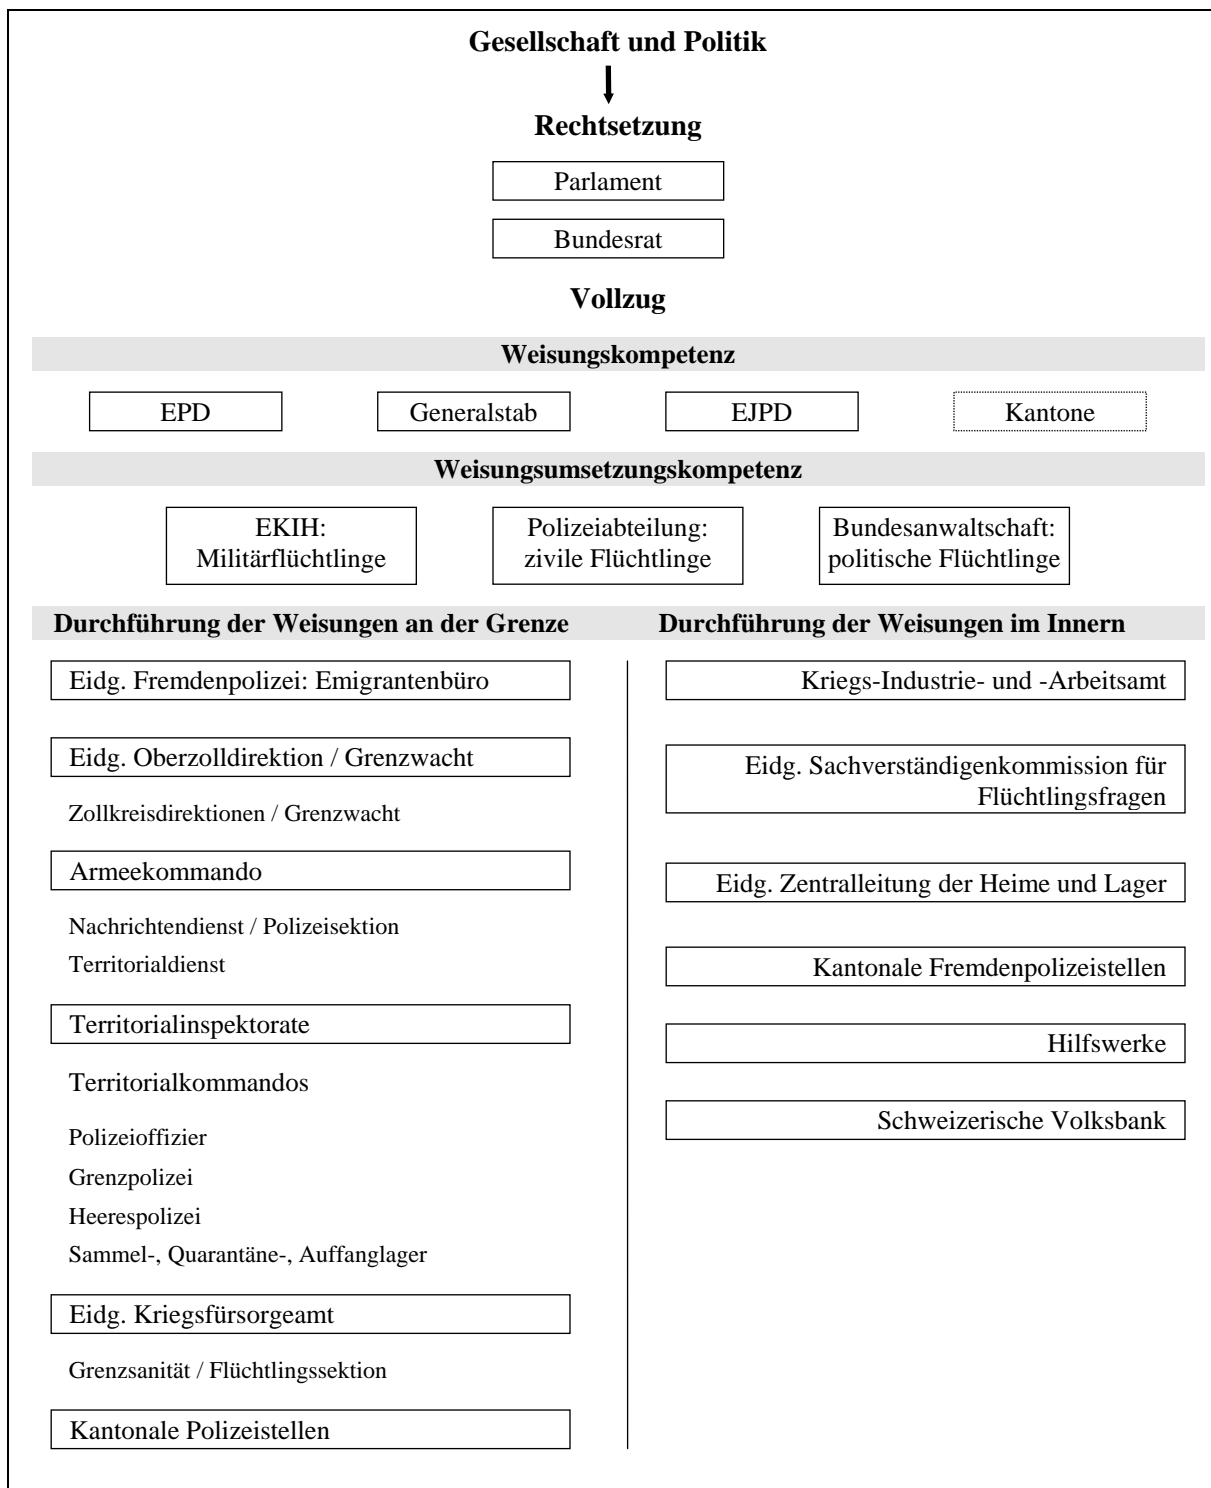 Gesellschaft und Politik
Rechtsetzung
Parlament
Bundesrat
Vollzug
Weisungskompetenz
EPD
Generalstab
EJPD
Kantone
Weisungsumsetzungskompetenz
EKIH:
Militärflüchtlinge
Polizeiabteilung:
zivile Flüchtlinge
Bundesanwaltschaft:
politische Flüchtlinge
Durchführung der Weisungen an der Grenze
Eidg. Fremdenpolizei: Emigrantenbüro
Eidg. Oberzolldirektion / Grenzwacht
Zollkreisdirektionen / Grenzwacht
Armeekommando
Nachrichtendienst / Polizeisektion
Territorialdienst
Territorialinspektorate
Territorialkommandos
Polizeioffizier
Grenzpolizei
Heerespolizei
Sammel-, Quarantäne-, Auffanglager
Eidg. Kriegsfürsorgeamt
Grenzsanität / Flüchtlingssektion
Kantonale Polizeistellen
Durchführung der Weisungen im Innern
Kriegs-Industrie- und -Arbeitsamt
Eidg. Sachverständigenkommission für
Flüchtlingsfragen
Eidg. Zentralleitung der Heime und Lager
Kantonale Fremdenpolizeistellen
Hilfswerke
Schweizerische Volksbank